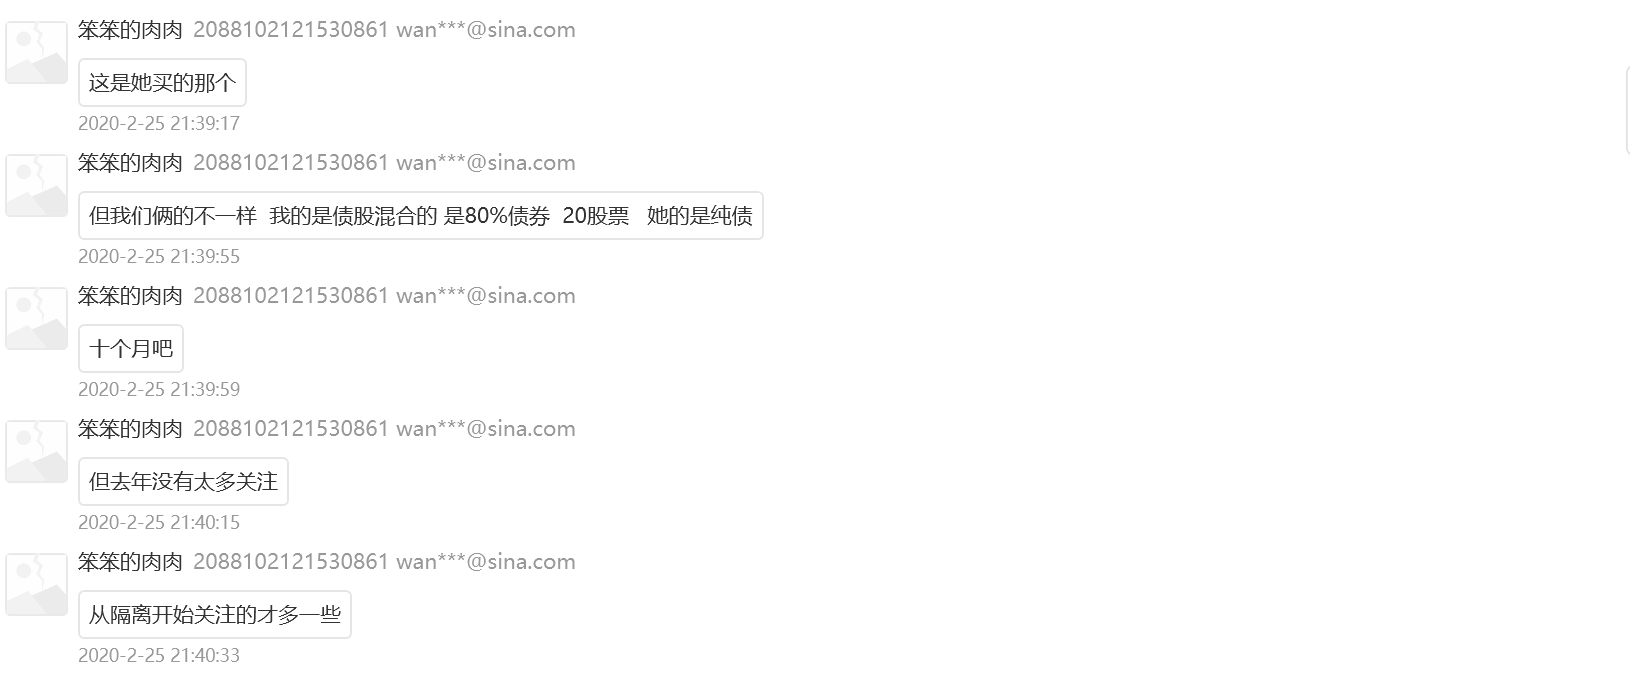 笨笨的肉肉 2088102121530861 wan***@sina.com
这是她买的那个
2020-2-25 21:39:17
笨笨的肉肉 2088102121530861 wan***@sina.com
但我们俩的不一样  我的是债股混合的 是80%债券  20股票   她的是纯债
2020-2-25 21:39:55
笨笨的肉肉 2088102121530861 wan***@sina.com
十个月吧
2020-2-25 21:39:59
笨笨的肉肉 2088102121530861 wan***@sina.com
但去年没有太多关注
2020-2-25 21:40:15
笨笨的肉肉 2088102121530861 wan***@sina.com
从隔离开始关注的才多一些
2020-2-25 21:40:33